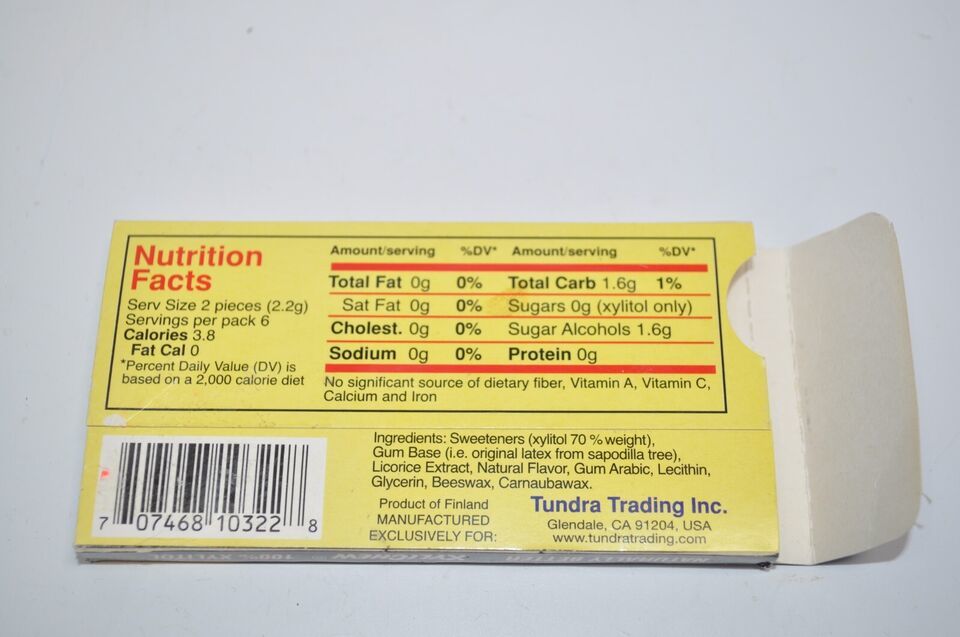 Nutrition
Facts
Serv Size 2 pieces (2.2g)
Servings per pack 6
Calories 3.8
Fat Cal 0
*Percent Daily Value (DV) is
based on a 2,000 calorie diet
Amount/serving %DV* Amount/serving %DV*
Total Fat 0g 0% Total Carb 1.6g 1%
Sat Fat 0g 0% Sugars 0g (xylitol only)
Cholest. 0g 0% Sugar Alcohols 1.6g
Sodium 0g 0% Protein 0g
No significant source of dietary fiber, Vitamin A, Vitamin C,
Calcium and Iron
7 07468 10322 8
Ingredients: Sweeteners (xylitol 70 % weight),
Gum Base (i.e. original latex from sapodilla tree),
Licorice Extract, Natural Flavor, Gum Arabic, Lecithin,
Glycerin, Beeswax, Carnaubawax.
Product of Finland
MANUFACTURED
EXCLUSIVELY FOR:
Tundra Trading Inc.
Glendale, CA 91204, USA
www.tundratrading.com
NATURALLY BETTER XYLICHEW 100% XYLITOL